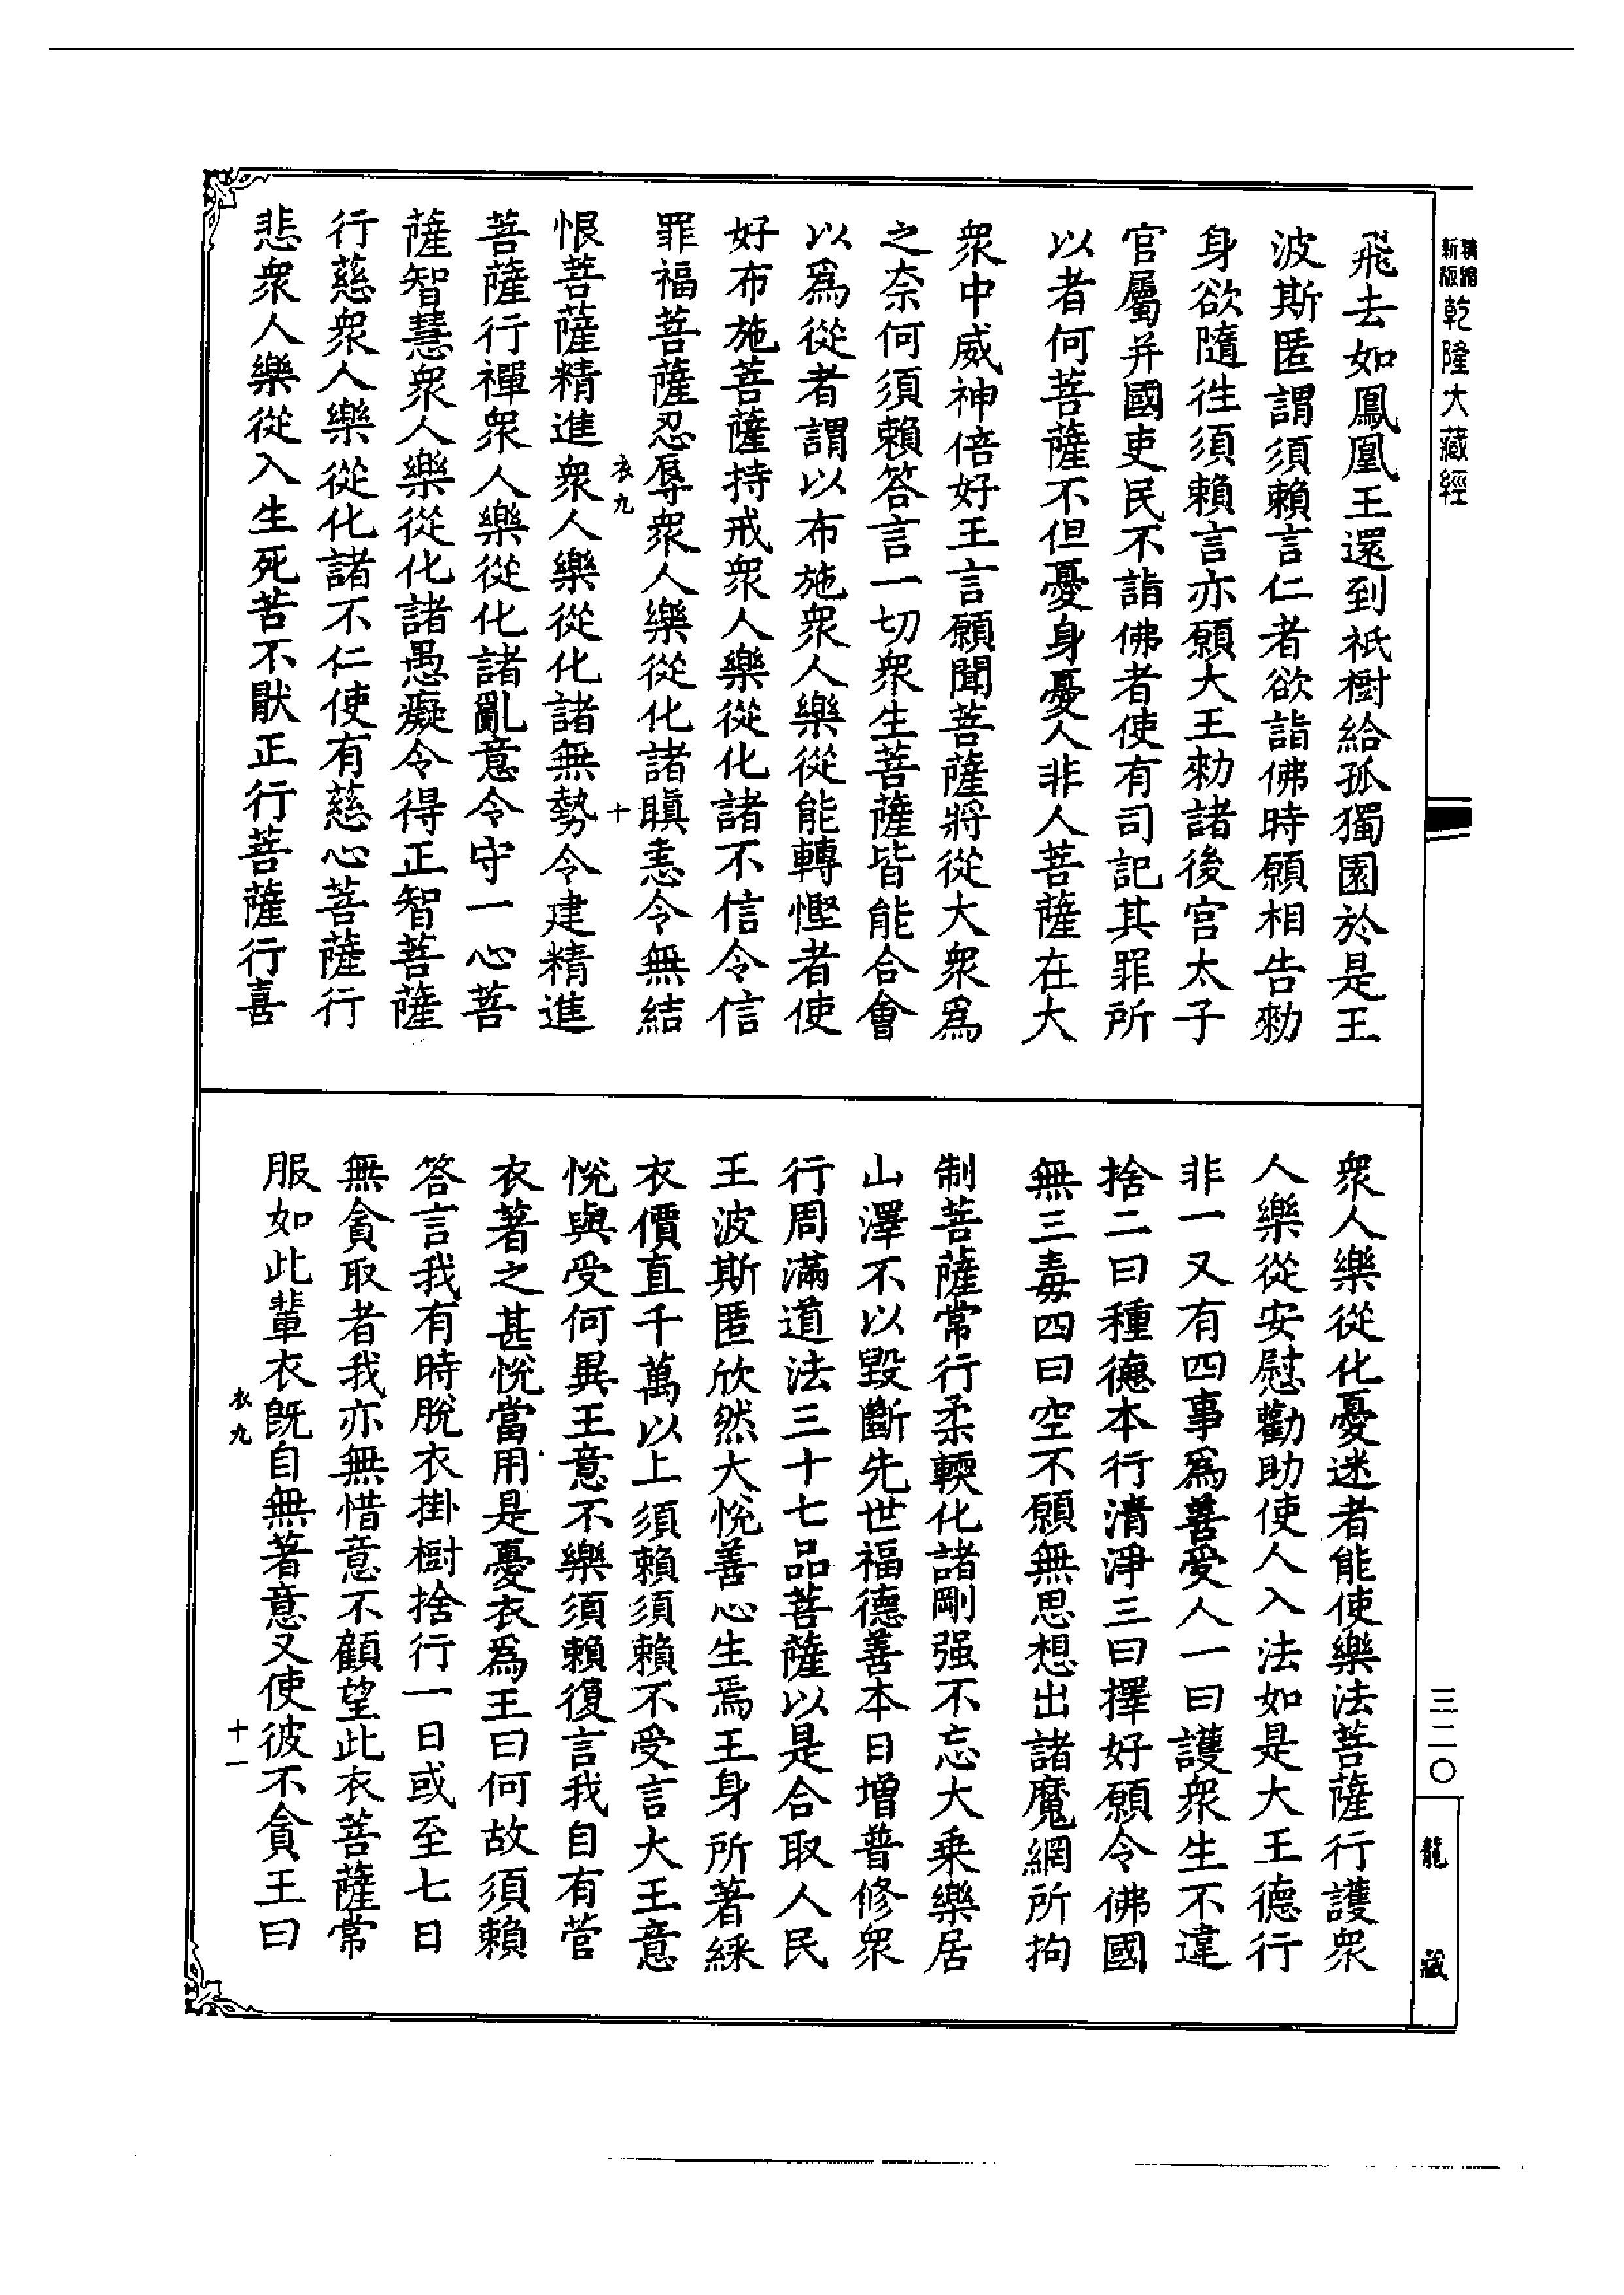 精縮
新版
乾隆大藏經
飛去如鳳凰王還到祇樹給孤獨園於是王
波斯匿謂須賴言仁者欲詣佛時願相告勑
身欲隨徃須賴言亦願大王勑諸後宮太子
官屬并國吏民不詣佛者使有司記其罪所
以者何菩薩不但憂身憂人非人菩薩在大
衆中威神倍好王言願聞菩薩將從大衆爲
之奈何須賴答言一切衆生菩薩皆能合會
以爲從者謂以布施衆人樂從能轉慳者使
好布施菩薩持戒衆人樂從化諸不信令信
罪福菩薩忍辱衆人樂從化諸瞋恚令無結
衣九
十
恨菩薩精進衆人樂從化諸無勢令建精進
菩薩行禪衆人樂從化諸亂意令守一心菩
薩智慧衆人樂從化諸愚癡令得正智菩薩
行慈衆人樂從化諸不仁使有慈心菩薩行
悲衆人樂從入生死苦不猒正行菩薩行喜
衆人樂從化憂迷者能使樂法菩薩行護衆
人樂從安慰勸助使人入法如是大王德行
非一又有四事爲善受人一曰護衆生不違
捨二曰種德本行清淨三曰擇好願令佛國
無三毒四曰空不願無思想出諸魔網所拘
制菩薩常行柔輭化諸剛强不忘大乗樂居
山澤不以毀斷先世福德善本日增普修衆
行周滿道法三十七品菩薩以是合取人民
王波斯匿欣然大悅善心生焉王身所著綵
衣價直千萬以上須賴須賴不受言大王意
悅與受何異王意不樂須賴復言我自有菅
衣著之甚悅當用是憂衣爲王曰何故須賴
答言我有時脫衣掛樹捨行一日或至七日
無貪取者我亦無惜意不顧望此衣菩薩常
服如此輩衣旣自無著意又使彼不貪王曰
衣九
十一
三二〇
龍藏